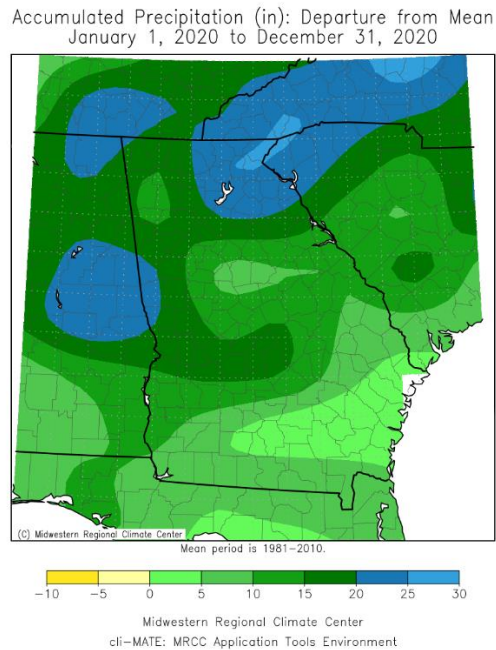 Accumulated Precipitation (in): Departure from Mean
January 1, 2020 to December 31, 2020
(C) Midwestern Regional Climate Center
Mean period is 1981-2010.
-10 -5 0 5 10 15 20 25 30
Midwestern Regional Climate Center
cli-MATE: MRCC Application Tools Environment